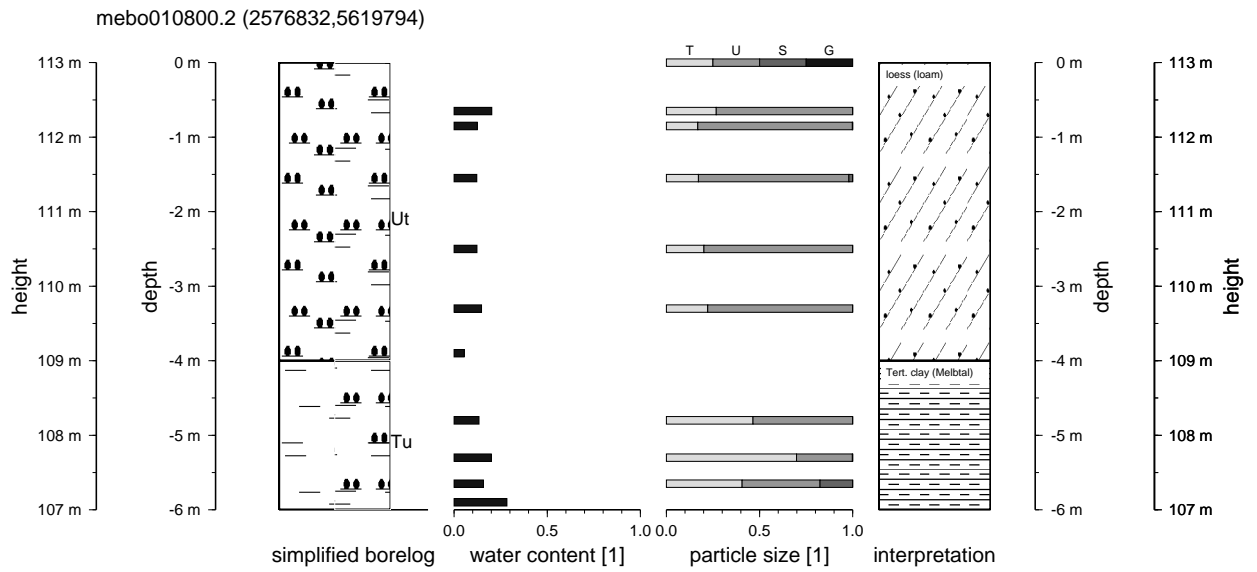 mebo010800.2 (2576832,5619794)
T U S G
113 m 0 m 0 m 113 m
loess (loam)
112 m -1 m -1 m 112 m
111 m -2 m -2 m 111 m
Ut
110 m -3 m -3 m 110 m
height depth depth height
109 m -4 m -4 m 109 m
Tert. clay (Melbtal)
108 m -5 m -5 m 108 m
Tu
107 m -6 m -6 m 107 m
0.0 0.5 1.0 0.0 0.5 1.0
simplified borelog water content [1] particle size [1] interpretation